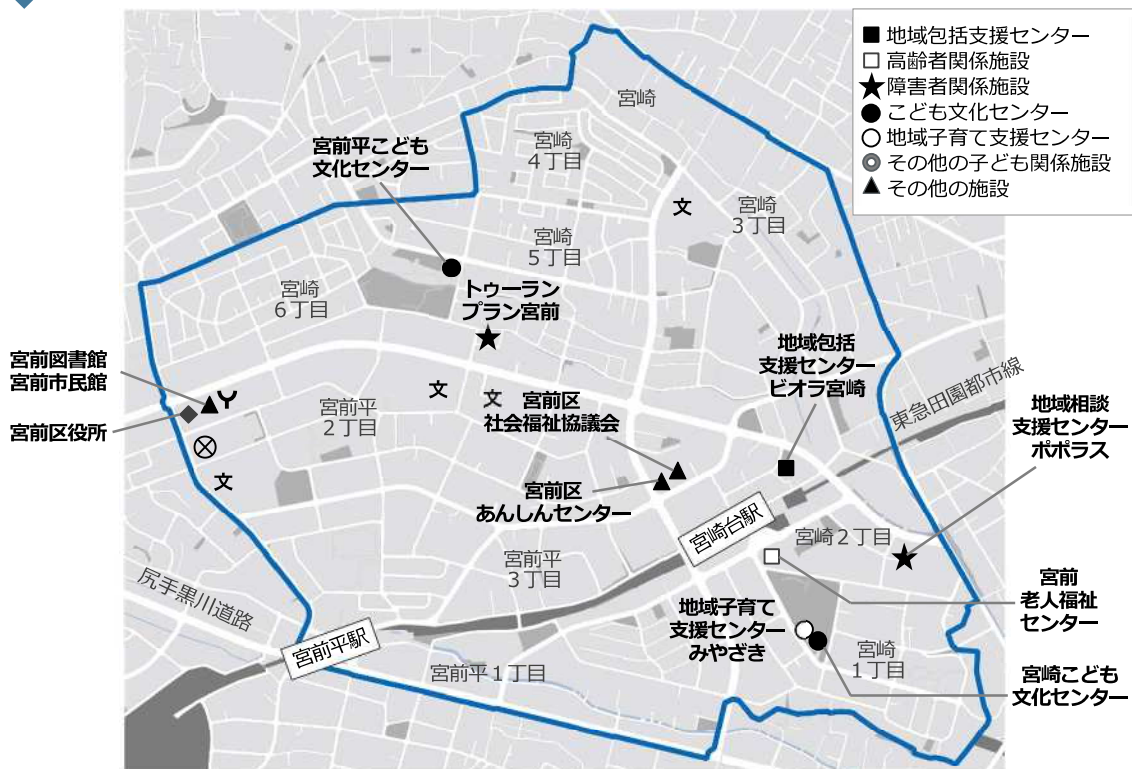 地域包括支援センター
高齢者関係施設
障害者関係施設
こども文化センター
地域子育て支援センター
その他の子ども関係施設
その他の施設
宮崎
宮前平こども
文化センター
宮崎
4丁目
文
宮崎
3丁目
宮崎
5丁目
宮崎
6丁目
トゥーラン
プラン宮前
宮前図書館
宮前市民館
宮前区役所
地域包括
支援センター
ビオラ宮崎
東急田園都市線
地域相談
支援センター
ポポラス
文
文
宮前平
2丁目
宮前区
社会福祉協議会
文
宮前区
あんしんセンター
宮崎台駅
宮崎2丁目
宮前平
3丁目
宮前
老人福祉
センター
尻手黒川道路
地域子育て
支援センター
みやざき
宮前平駅
宮前平1丁目
宮崎
1丁目
宮崎こども
文化センター